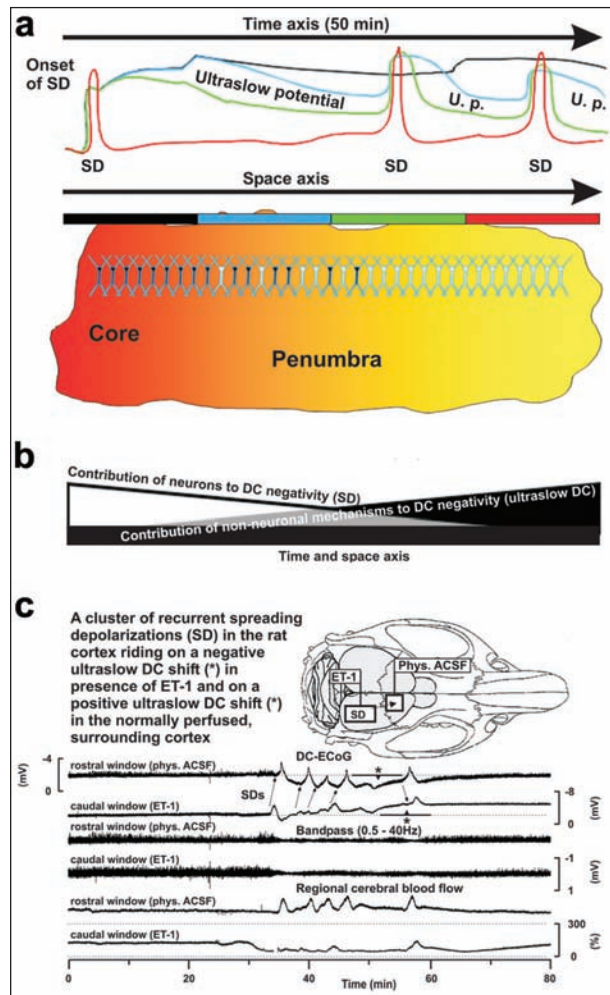 a
Time axis (50 min)
Onset
of SD
Ultraslow potential
U. p.
U. p.
SD
SD
SD
Space axis
Core
Penumbra
b
Contribution of neurons to DC negativity (SD)
Contribution of non-neuronal mechanisms to DC negativity (ultraslow DC)
Time and space axis
c
A cluster of recurrent spreading
depolarizations (SD) in the rat
cortex riding on a negative
ultraslow DC shift (*) in
presence of ET-1 and on a
positive ultraslow DC shift (*)
in the normally perfused,
surrounding cortex
Phys. ACSF
ET-1
SD
DC-ECoG
-4
(mV)
0
rostral window (phys. ACSF)
*
SDs
caudal window (ET-1)
-8
(mV)
0
*
rostral window (phys. ACSF)
Bandpass (0.5 - 40Hz)
caudal window (ET-1)
-1
(mV)
1
Regional cerebral blood flow
rostral window (phys. ACSF)
300
(%)
0
caudal window (ET-1)
0 20 40 60 80
Time (min)